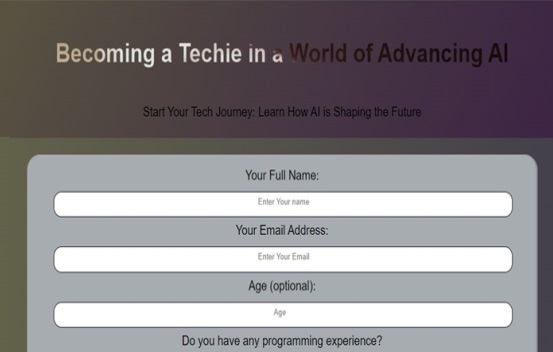 Becoming a Techie in a World of Advancing AI
Start Your Tech Journey: Learn How AI is Shaping the Future
Your Full Name:
Enter Your name
Your Email Address:
Enter Your Email
Age (optional):
Age
Do you have any programming experience?